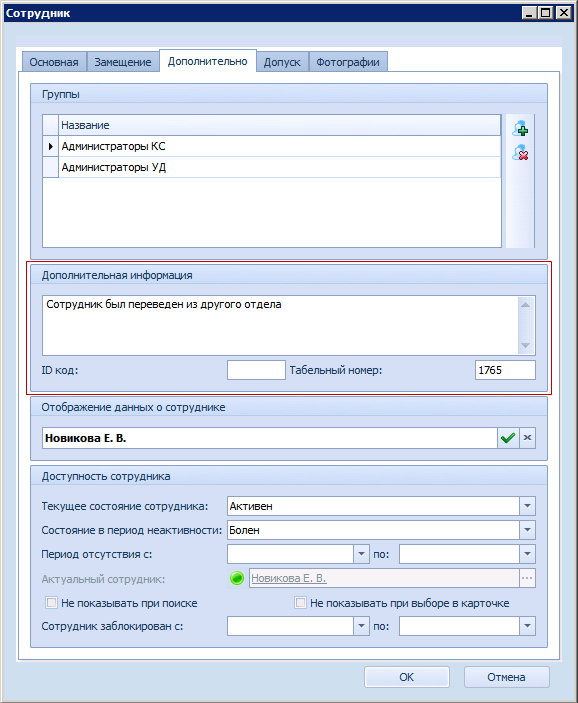 Сотрудник
Основная Замещение Дополнительно Допуск Фотографии
Группы
Название
Администраторы КС
Администраторы УД
Дополнительная информация
Сотрудник был переведен из другого отдела
ID код: Табельный номер: 1765
Отображение данных о сотруднике
Новикова Е. В.
Доступность сотрудника
Текущее состояние сотрудника: Активен
Состояние в период неактивности: Болен
Период отсутствия с: по:
Актуальный сотрудник: Новикова Е. В.
Не показывать при поиске Не показывать при выборе в карточке
Сотрудник заблокирован с: по:
ОК Отмена